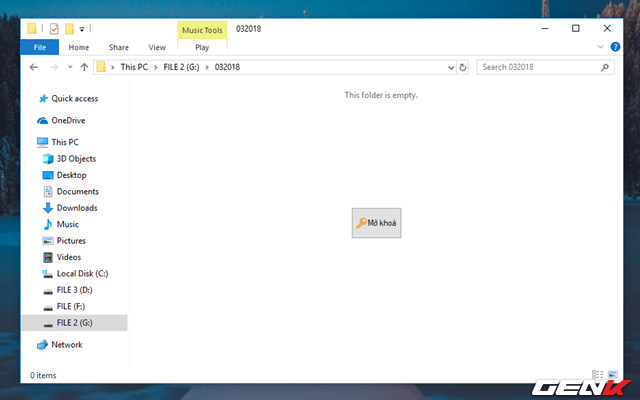 Music Tools
032018
File
Home
Share
View
Play
This PC
FILE 2 (G:)
032018
Search 032018
Quick access
OneDrive
This PC
3D Objects
Desktop
Documents
Downloads
Music
Pictures
Videos
Local Disk (C:)
FILE 3 (D:)
FILE (F:)
FILE 2 (G:)
Network
This folder is empty.
Mở khoá
0 items
GENK